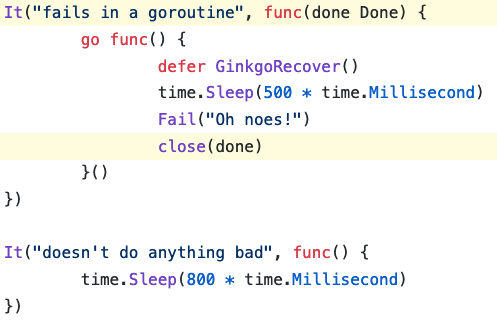 It("fails in a goroutine", func(done Done) {
        go func() {
                defer GinkgoRecover()
                time.Sleep(500 * time.Millisecond)
                Fail("Oh noes!")
                close(done)
        }()
})

It("doesn't do anything bad", func() {
        time.Sleep(800 * time.Millisecond)
})